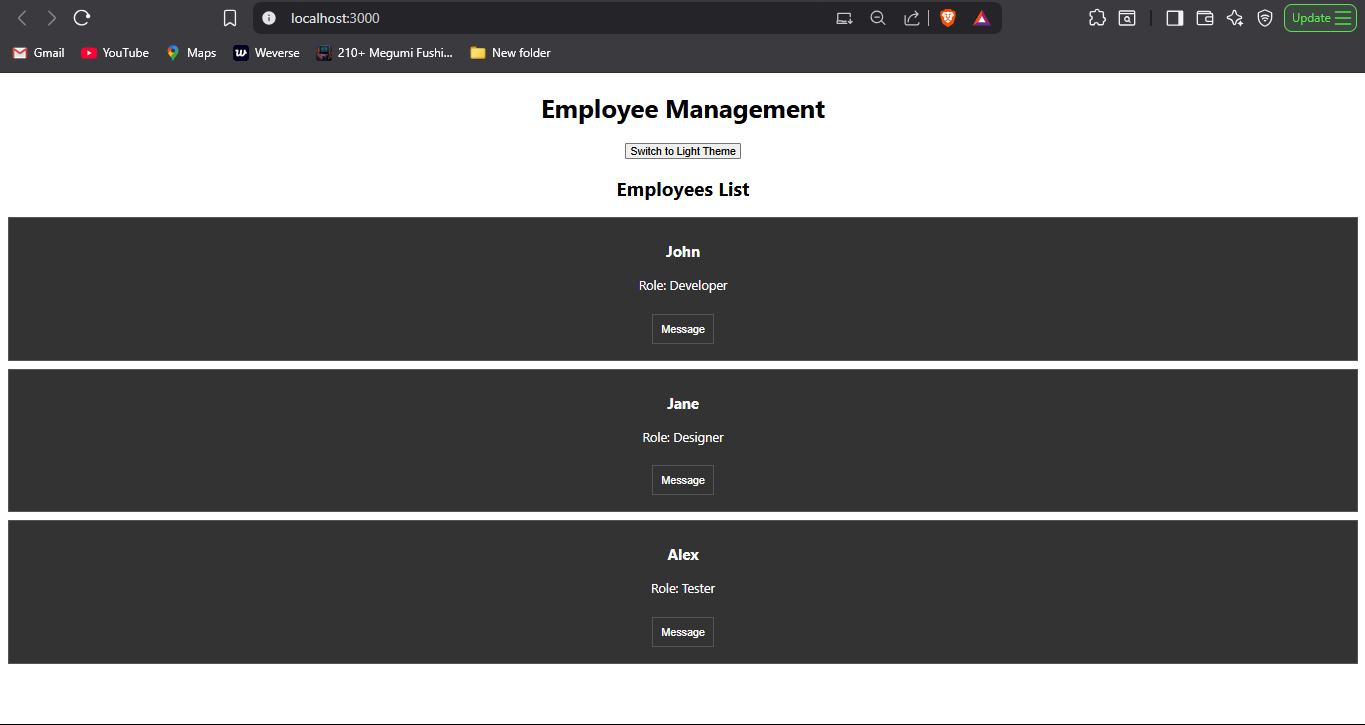 localhost:3000
Update
Gmail YouTube Maps Weverse 210+ Megumi Fushi... New folder
Employee Management
Switch to Light Theme
Employees List
John
Role: Developer
Message
Jane
Role: Designer
Message
Alex
Role: Tester
Message